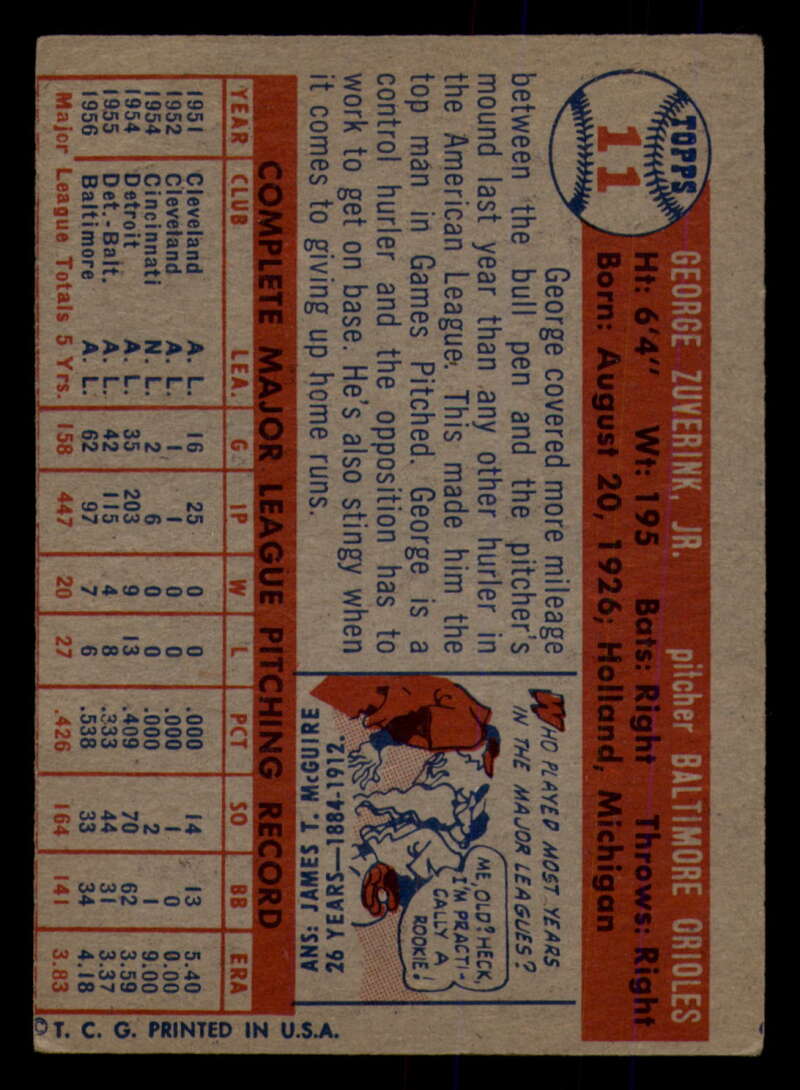 TOPPS
11
GEORGE ZUVERINK, JR. pitcher BALTIMORE ORIOLES
Ht: 6'4" Wt: 195 Bats: Right Throws: Right
Born: August 20, 1926; Holland, Michigan
George covered more mileage
between the bull pen and the pitcher's
mound last year than any other hurler in
the American League. This made him the
top man in Games Pitched. George is a
control hurler and the opposition has to
work to get on base. He's also stingy when
it comes to giving up home runs.
WHO PLAYED MOST YEARS
IN THE MAJOR LEAGUES?
ME, OLD? HECK,
I'M PRACTI-
CALLY A
ROOKIE!
ANS: JAMES T. McGUIRE
26 YEARS—1884-1912.
COMPLETE MAJOR LEAGUE PITCHING RECORD
YEAR CLUB LEA. G IP W L PCT SO BB ERA
1951 Cleveland A. L. 16 25 0 0 .000 14 13 5.40
1952 Cleveland A. L. 1 1 0 0 .000 1 0 0.00
1954 Cincinnati N. L. 2 6 0 0 .000 2 1 9.00
1954 Detroit A. L. 35 203 9 13 .409 70 62 3.59
1955 Det.-Balt. A. L. 42 115 4 8 .333 44 31 3.37
1956 Baltimore A. L. 62 97 7 6 .538 33 34 4.18
Major League Totals 5 Yrs. 158 447 20 27 .426 164 141 3.83
© T. C. G. PRINTED IN U.S.A.